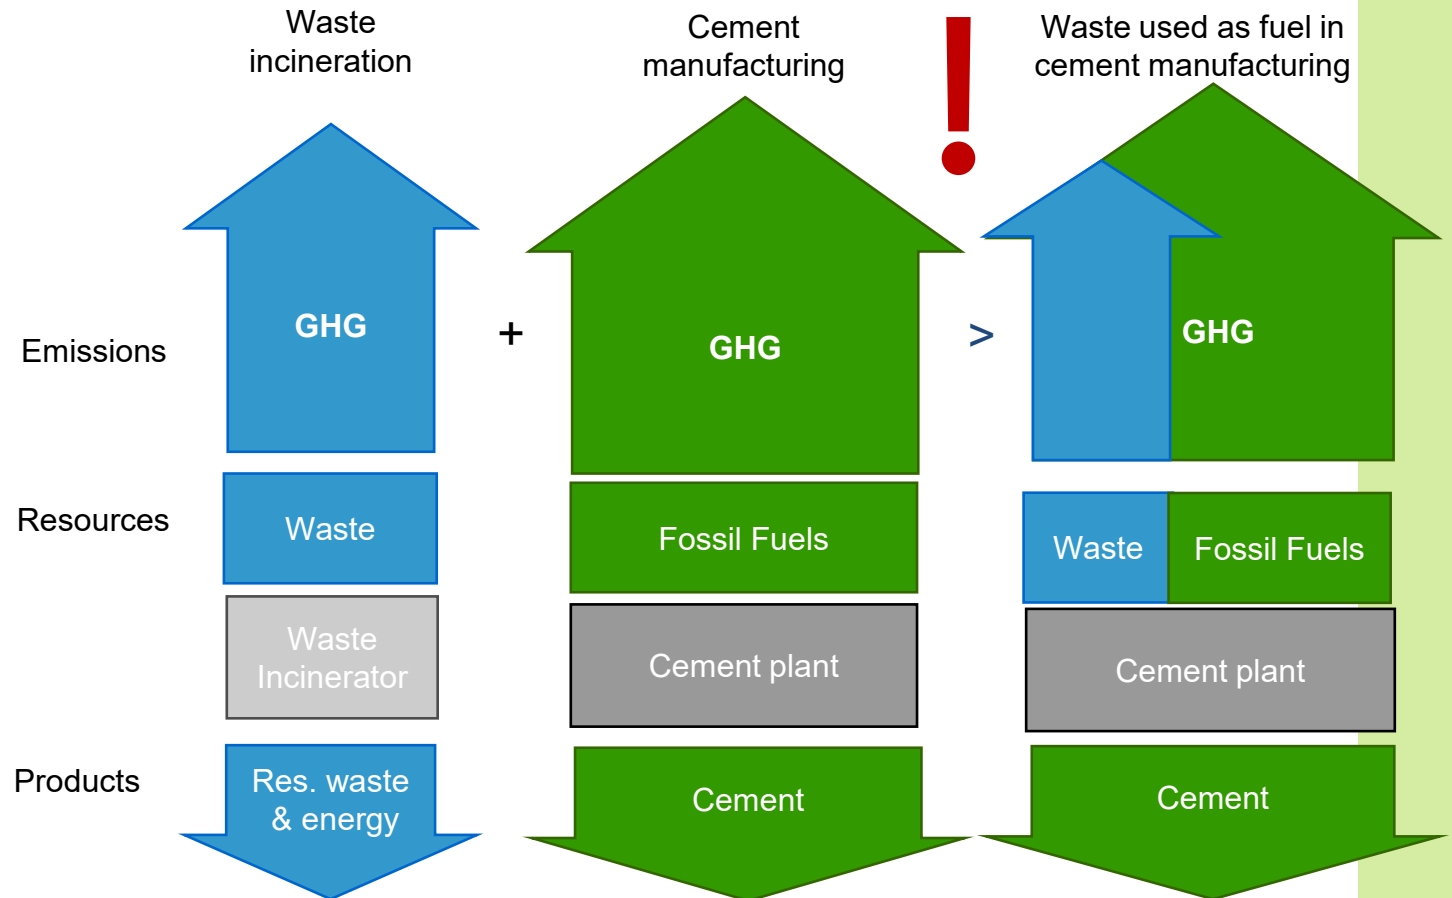 Waste
incineration
Cement
manufacturing
!
Waste used as fuel in
cement manufacturing
Emissions
GHG
+
GHG
>
GHG
Resources
Waste
Fossil Fuels
Waste
Fossil Fuels
Waste
Incinerator
Cement plant
Cement plant
Products
Res. waste
& energy
Cement
Cement